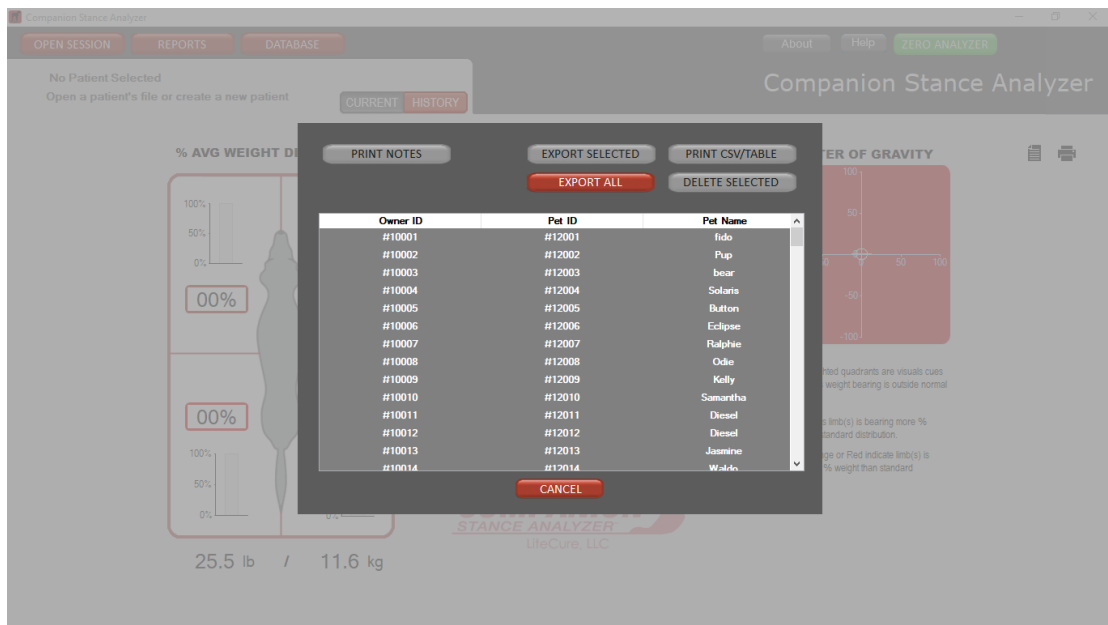 Companion Stance Analyzer
OPEN SESSION REPORTS DATABASE About Help ZERO ANALYZER
No Patient Selected
Open a patient's file or create a new patient
CURRENT HISTORY
Companion Stance Analyzer
% AVG WEIGHT DI
TER OF GRAVITY
PRINT NOTES EXPORT SELECTED PRINT CSV/TABLE
EXPORT ALL DELETE SELECTED
Owner ID Pet ID Pet Name
#10001 #12001 fido
#10002 #12002 Pup
#10003 #12003 bear
#10004 #12004 Solaris
#10005 #12005 Button
#10006 #12006 Eclipse
#10007 #12007 Ralphie
#10008 #12008 Odie
#10009 #12009 Kelly
#10010 #12010 Samantha
#10011 #12011 Diesel
#10012 #12012 Diesel
#10013 #12013 Jasmine
#10014 #12014 Waldo
CANCEL
100%
50%
0%
00%
00%
100%
50%
0%
0%
100
50
0 50 100
-50
-100
hted quadrants are visuals cues
weight bearing is outside normal
s limb(s) is bearing more %
standard distribution.
ge or Red indicate limb(s) is
% weight than standard
STANCE ANALYZER
LifeCure, LLC
25.5 lb / 11.6 kg